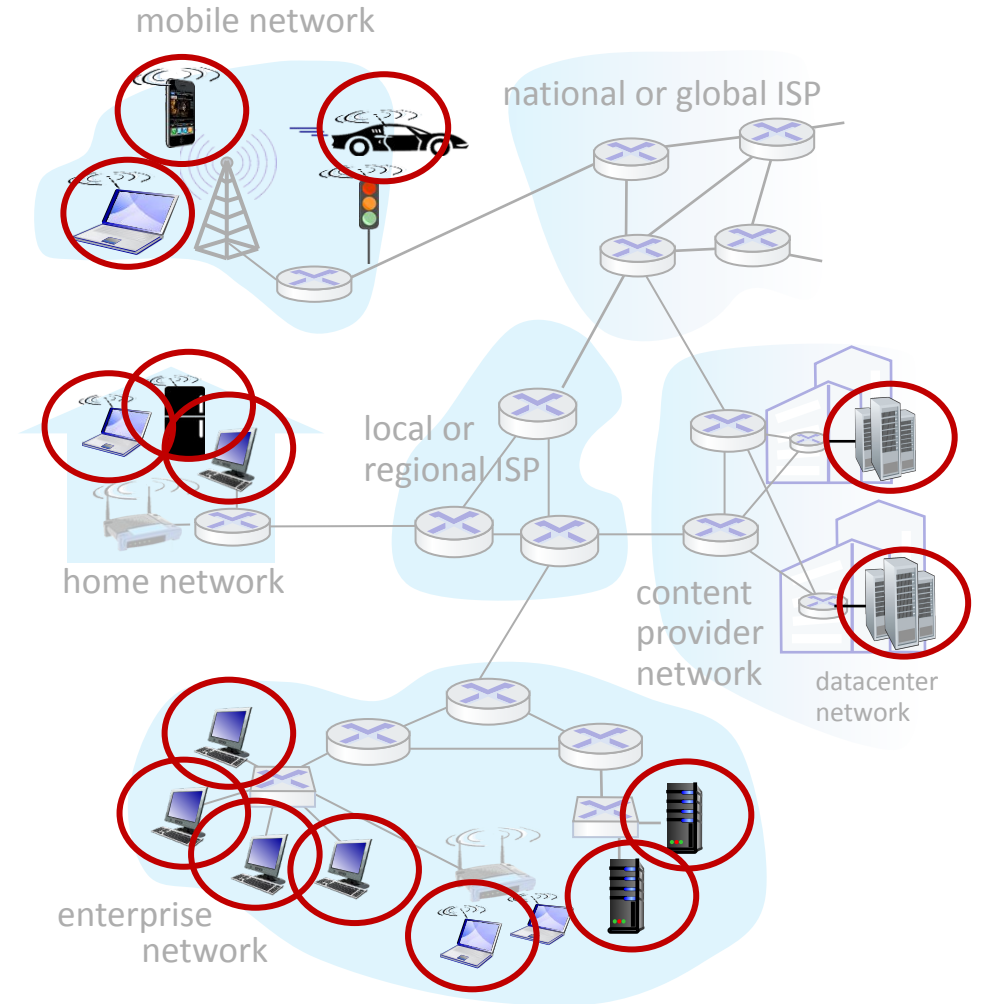 mobile network
national or global ISP
local or
regional ISP
home network
content
provider
network
datacenter
network
enterprise
network